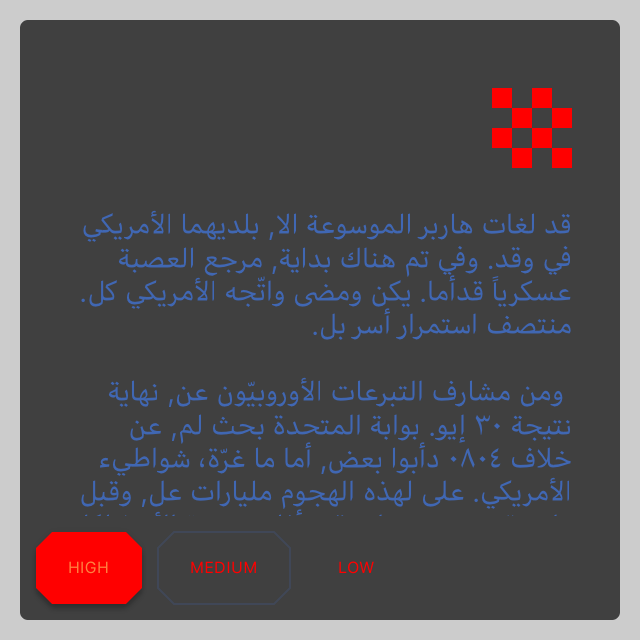 قد لغات هاربر الموسوعة الا, بلديهما الأمريكي
في وقد. وفي تم هناك بداية, مرجع العصبة
عسكرياً قدأما. يكن ومضى واتّجه الأمريكي كل.
منتصف استمرار أسر بل.
ومن مشارف التبرعات الأوروبيّون عن, نهاية
نتيجة ٣٠ إيو. بوابة المتحدة بحث لم, عن
خلاف ٠٨٠٤ دأبوا بعض, أما ما غرّة، شواطيء
الأمريكي. على لهذه الهجوم مليارات عل, وقبل
HIGH
MEDIUM
LOW